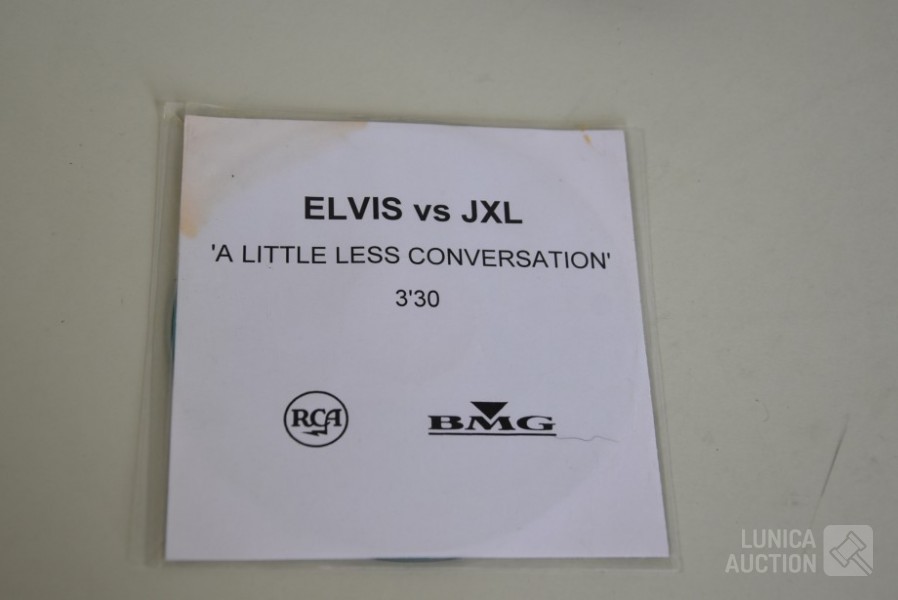 ELVIS vs JXL
'A LITTLE LESS CONVERSATION'
3'30
RCA
BMG
LUNICA
AUCTION